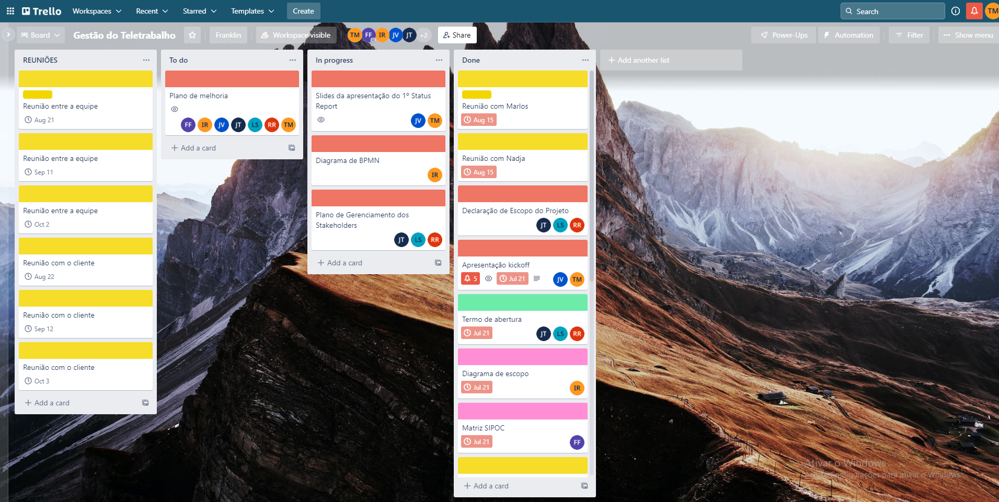 Trello
Workspaces
Recent
Starred
Templates
Create
Search
TM
Board
Gestão do Teletrabalho
Franklin
Workspace visible
TM FF IR JV JT +2
Share
Power-Ups
Automation
Filter
Show menu
REUNIÕES
Reunião entre a equipe
Aug 21
Reunião entre a equipe
Sep 11
Reunião entre a equipe
Oct 2
Reunião com o cliente
Aug 22
Reunião com o cliente
Sep 12
Reunião com o cliente
Oct 3
Add a card
To do
Plano de melhoria
FF IR JV JT LS RR TM
Add a card
In progress
Slides da apresentação do 1º Status
Report
JV TM
Diagrama de BPMN
IR
Plano de Gerenciamento dos
Stakeholders
JT LS RR
Add a card
Done
Reunião com Marlos
Aug 15
Reunião com Nadja
Aug 15
Declaração de Escopo do Projeto
JT LS RR
Apresentação kickoff
5 Jul 21 JV TM
Termo de abertura
Jul 21 JT LS RR
Diagrama de escopo
Jul 21 IR
Matriz SIPOC
Jul 21 FF
Add a card
Add another list
Ativar o Windows
Configurações para ativar o Windows.